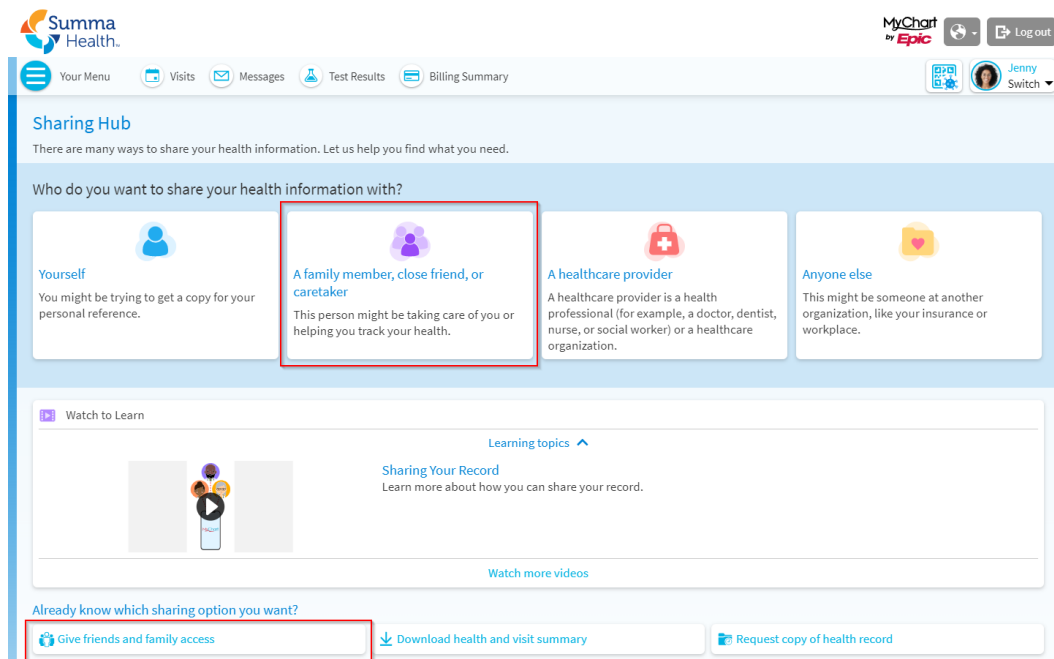 Summa
Health.
MyChart
by Epic
Log out
Your Menu
Visits
Messages
Test Results
Billing Summary
Jenny
Switch
Sharing Hub
There are many ways to share your health information. Let us help you find what you need.
Who do you want to share your health information with?
Yourself
You might be trying to get a copy for your
personal reference.
A family member, close friend, or
caretaker
This person might be taking care of you or
helping you track your health.
A healthcare provider
A healthcare provider is a health
professional (for example, a doctor, dentist,
nurse, or social worker) or a healthcare
organization.
Anyone else
This might be someone at another
organization, like your insurance or
workplace.
Watch to Learn
Learning topics
Sharing Your Record
Learn more about how you can share your record.
Watch more videos
Already know which sharing option you want?
Give friends and family access
Download health and visit summary
Request copy of health record